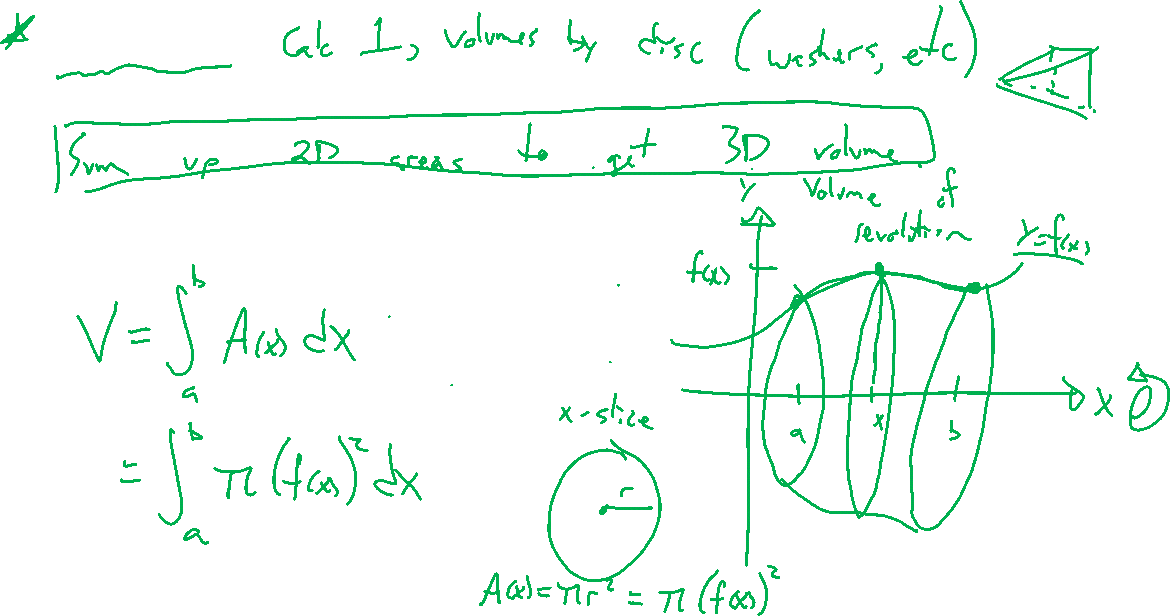 Calc 1, Volumes by disc (washers, etc)
Sum up 2D areas to get 3D volume
Volume of revolution
y
f(x)
y=f(x)
V = ∫_a^b A(x) dx
a x b
x
x-slice
= ∫_a^b π (f(x))² dx
r
A(x) = πr² = π (f(x))²